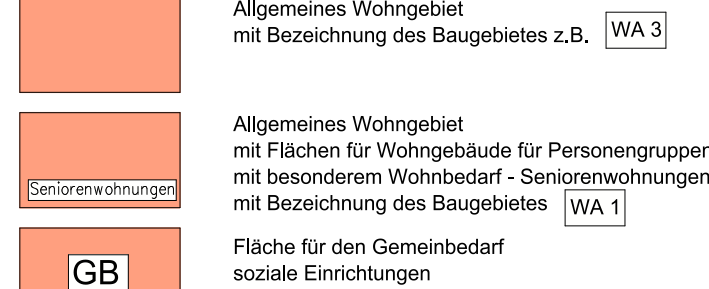 Allgemeines Wohngebiet
mit Bezeichnung des Baugebietes z.B. WA 3
Allgemeines Wohngebiet
mit Flächen für Wohngebäude für Personengruppen
mit besonderem Wohnbedarf - Seniorenwohnungen
Seniorenwohnungen
mit Bezeichnung des Baugebietes WA 1
Fläche für den Gemeinbedarf
GB
soziale Einrichtungen